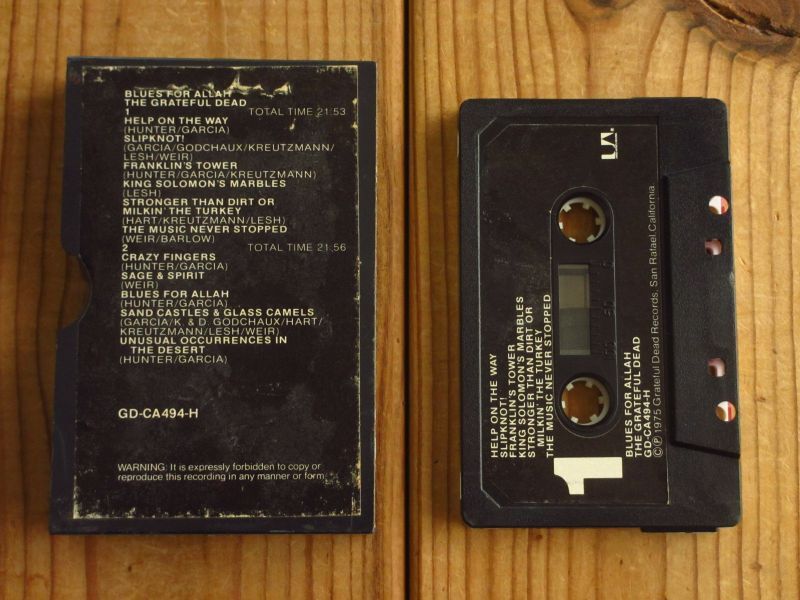 BLUES FOR ALLAH
THE GRATEFUL DEAD
1 TOTAL TIME 21:53
HELP ON THE WAY
(HUNTER/GARCIA)
SLIPKNOT!
(GARCIA/GODCHAUX/KREUTZMANN/
LESH/WEIR)
FRANKLIN'S TOWER
(HUNTER/GARCIA/KREUTZMANN)
KING SOLOMON'S MARBLES
(LESH)
STRONGER THAN DIRT OR
MILKIN' THE TURKEY
(HART/KREUTZMANN/LESH)
THE MUSIC NEVER STOPPED
(WEIR/BARLOW)
2 TOTAL TIME 21:56
CRAZY FINGERS
(HUNTER/GARCIA)
SAGE & SPIRIT
(WEIR)
BLUES FOR ALLAH
(HUNTER/GARCIA)
SAND CASTLES & GLASS CAMELS
(GARCIA/K. & D. GODCHAUX/HART/
KREUTZMANN/LESH/WEIR)
UNUSUAL OCCURRENCES IN
THE DESERT
(HUNTER/GARCIA)
GD-CA494-H
WARNING: It is expressly forbidden to copy or
reproduce this recording in any manner or form
UA
1
HELP ON THE WAY
SLIPKNOT!
FRANKLIN'S TOWER
KING SOLOMON'S MARBLES
STRONGER THAN DIRT OR
MILKIN' THE TURKEY
THE MUSIC NEVER STOPPED
BLUES FOR ALLAH
THE GRATEFUL DEAD
GD-CA494-H
©℗1975 Grateful Dead Records, San Rafael, California.